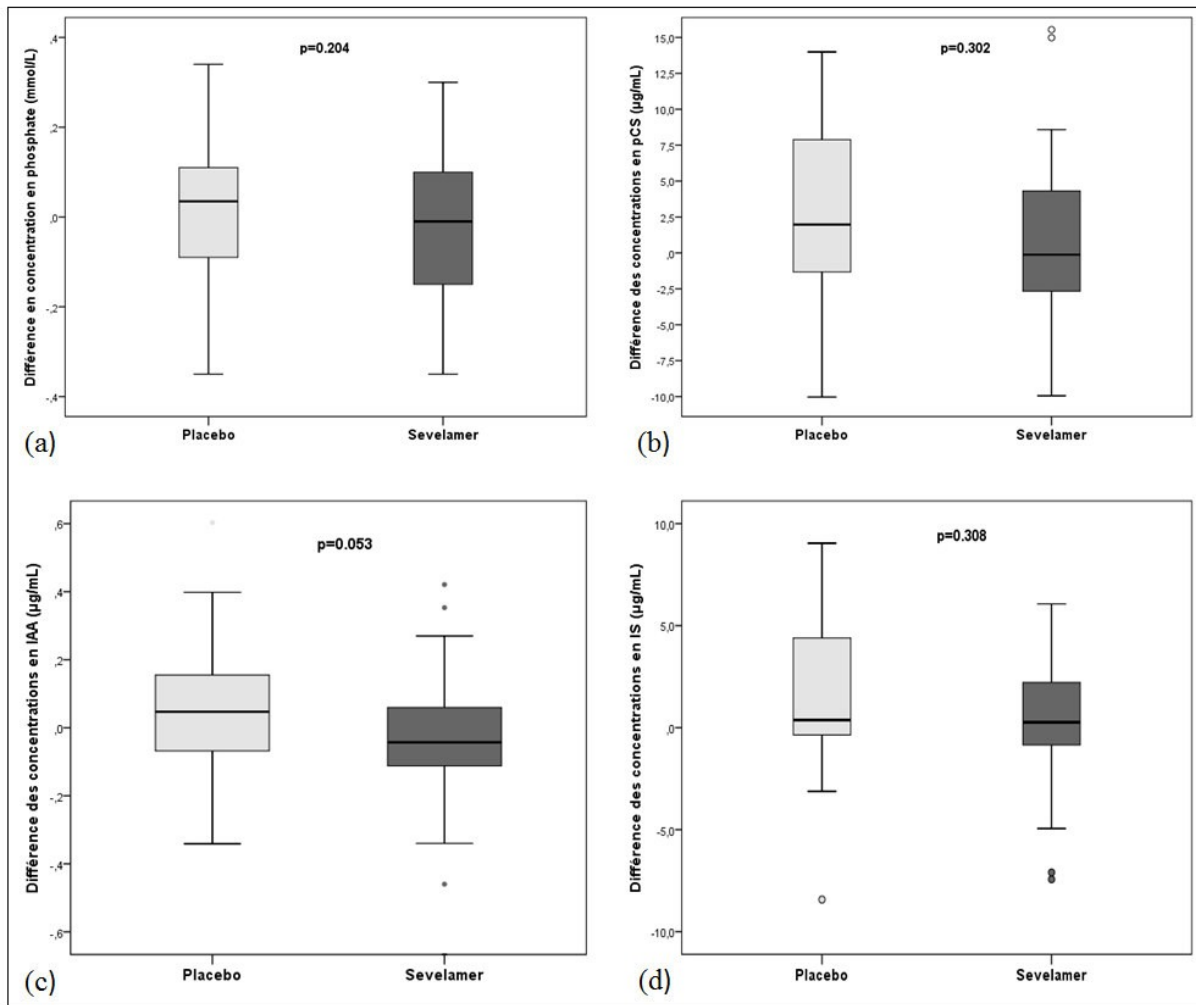 p=0.204
Différence en concentration en phosphate (mmol/L)
,4
,2
,0
-,2
-,4
Placebo
Sevelamer
(a)
p=0.302
Différence des concentrations en pCS (µg/mL)
15,0
12,5
10,0
7,5
5,0
2,5
,0
-2,5
-5,0
-7,5
-10,0
Placebo
Sevelamer
(b)
p=0.053
Différence des concentrations en IAA (µg/mL)
,6
,4
,2
,0
-,2
-,4
-,6
Placebo
Sevelamer
(c)
p=0.308
Différence des concentrations en IS (µg/mL)
10,0
5,0
,0
-5,0
-10,0
Placebo
Sevelamer
(d)